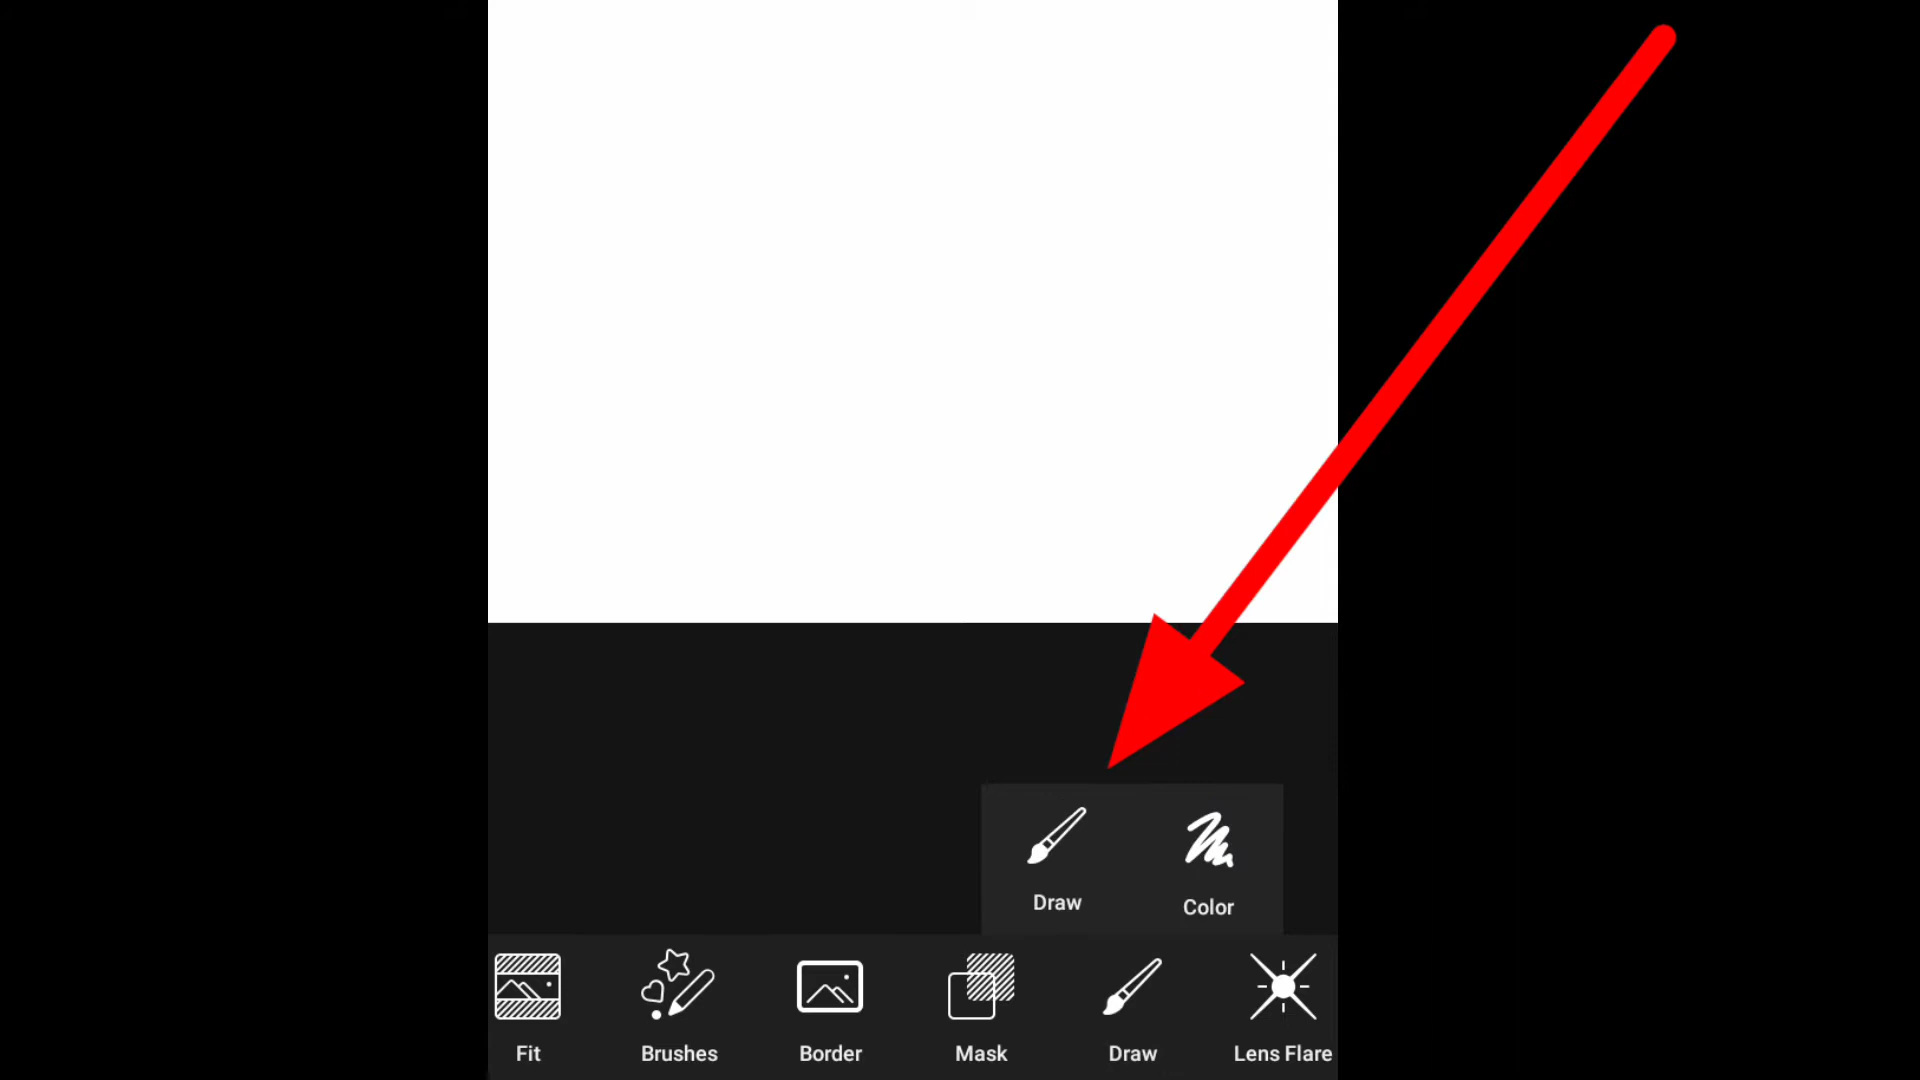 Draw
Color
Fit
Brushes
Border
Mask
Draw
Lens Flare